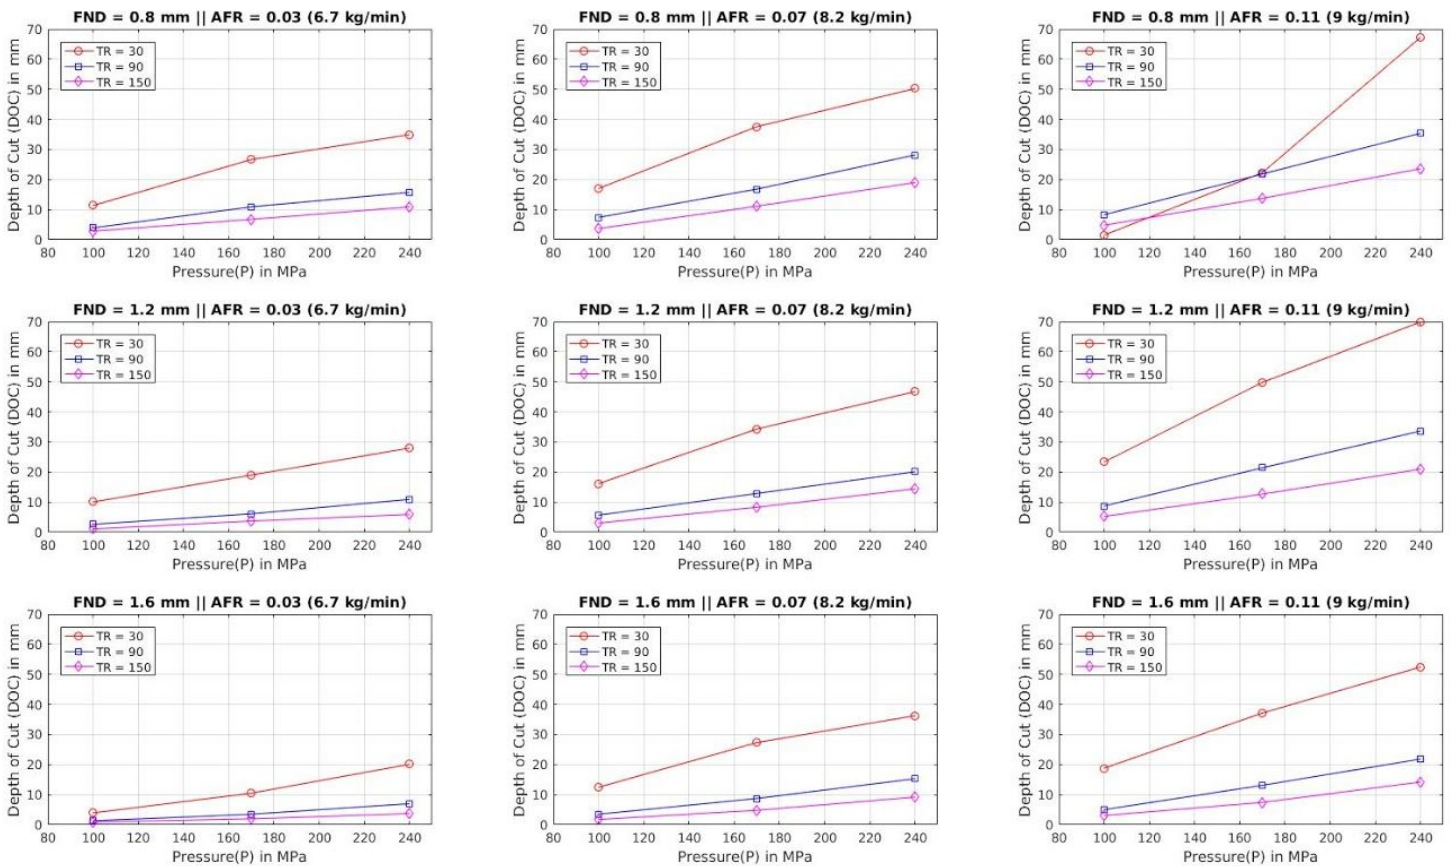 FND = 0.8 mm || AFR = 0.03 (6.7 kg/min)
Depth of Cut (DOC) in mm
70
60
50
40
30
20
10
0
TR = 30
TR = 90
TR = 150
80 100 120 140 160 180 200 220 240
Pressure(P) in MPa
FND = 0.8 mm || AFR = 0.07 (8.2 kg/min)
Depth of Cut (DOC) in mm
70
60
50
40
30
20
10
0
TR = 30
TR = 90
TR = 150
80 100 120 140 160 180 200 220 240
Pressure(P) in MPa
FND = 0.8 mm || AFR = 0.11 (9 kg/min)
Depth of Cut (DOC) in mm
70
60
50
40
30
20
10
0
TR = 30
TR = 90
TR = 150
80 100 120 140 160 180 200 220 240
Pressure(P) in MPa
FND = 1.2 mm || AFR = 0.03 (6.7 kg/min)
Depth of Cut (DOC) in mm
70
60
50
40
30
20
10
0
TR = 30
TR = 90
TR = 150
80 100 120 140 160 180 200 220 240
Pressure(P) in MPa
FND = 1.2 mm || AFR = 0.07 (8.2 kg/min)
Depth of Cut (DOC) in mm
70
60
50
40
30
20
10
0
TR = 30
TR = 90
TR = 150
80 100 120 140 160 180 200 220 240
Pressure(P) in MPa
FND = 1.2 mm || AFR = 0.11 (9 kg/min)
Depth of Cut (DOC) in mm
70
60
50
40
30
20
10
0
TR = 30
TR = 90
TR = 150
80 100 120 140 160 180 200 220 240
Pressure(P) in MPa
FND = 1.6 mm || AFR = 0.03 (6.7 kg/min)
Depth of Cut (DOC) in mm
70
60
50
40
30
20
10
0
TR = 30
TR = 90
TR = 150
80 100 120 140 160 180 200 220 240
Pressure(P) in MPa
FND = 1.6 mm || AFR = 0.07 (8.2 kg/min)
Depth of Cut (DOC) in mm
70
60
50
40
30
20
10
0
TR = 30
TR = 90
TR = 150
80 100 120 140 160 180 200 220 240
Pressure(P) in MPa
FND = 1.6 mm || AFR = 0.11 (9 kg/min)
Depth of Cut (DOC) in mm
70
60
50
40
30
20
10
0
TR = 30
TR = 90
TR = 150
80 100 120 140 160 180 200 220 240
Pressure(P) in MPa